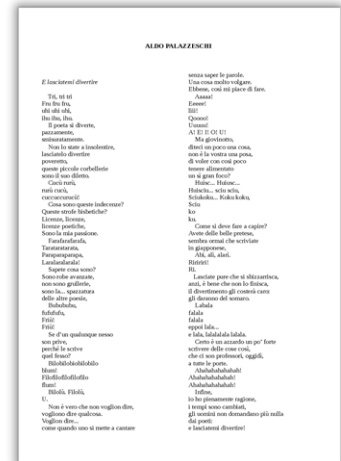 ALDO PALAZZESCHI
E lasciatemi divertire
Tri, tri tri
Fru fru fru,
uhi uhi uhi,
ihu ihu, ihu.
Il poeta si diverte,
pazzamente,
smisuratamente.
Non lo state a insolentire,
lasciatelo divertire
poveretto,
queste piccole corbellerie
sono il suo diletto.
Cucù rurù,
rurù cucù,
cuccuccurucù!
Cosa sono queste indecenze?
Queste strofe bisbetiche?
Licenze, licenze,
licenze poetiche,
Sono la mia passione.
Farafarafarafa,
Tarataratarata,
Paraparaparapa,
Laralaralarala!
Sapete cosa sono?
Sono robe avanzate,
non sono grullerie,
sono la... spazzatura
delle altre poesie,
Bubububu,
fufufufu,
Friù!
Friù!
Se d'un qualunque nesso
son prive,
perché le scrive
quel fesso?
Bilobilobiobilobilo
blum!
Filofilofilofilofilo
flum!
Bilolù. Filolù,
U.
Non è vero che non voglion dire,
vogliono dire qualcosa.
Voglion dire...
come quando uno si mette a cantare
senza saper le parole.
Una cosa molto volgare.
Ebbene, così mi piace di fare.
Aaaaa!
Eeeee!
Iiii!
Qoooo!
Uuuuu!
A! E! I! O! U!
Ma giovinotto,
diteci un poco una cosa,
non è la vostra una posa,
di voler con così poco
tenere alimentato
un sì gran foco?
Huisc... Huiusc...
Huisciu... sciu sciu,
Sciukoku... Koku koku,
Sciu
ko
ku.
Come si deve fare a capire?
Avete delle belle pretese,
sembra ormai che scriviate
in giapponese,
Abì, alì, alarì.
Riririri!
Ri.
Lasciate pure che si sbizzarrisca,
anzi, è bene che non lo finisca,
il divertimento gli costerà caro:
gli daranno del somaro.
Labala
falala
falala
eppoi lala...
e lala, lalalalala lalala.
Certo è un azzardo un po' forte
scrivere delle cose così,
che ci son professori, oggidì,
a tutte le porte.
Ahahahahahahah!
Ahahahahahahah!
Ahahahahahahah!
Infine,
io ho pienamente ragione,
i tempi sono cambiati,
gli uomini non domandano più nulla
dai poeti:
e lasciatemi divertire!